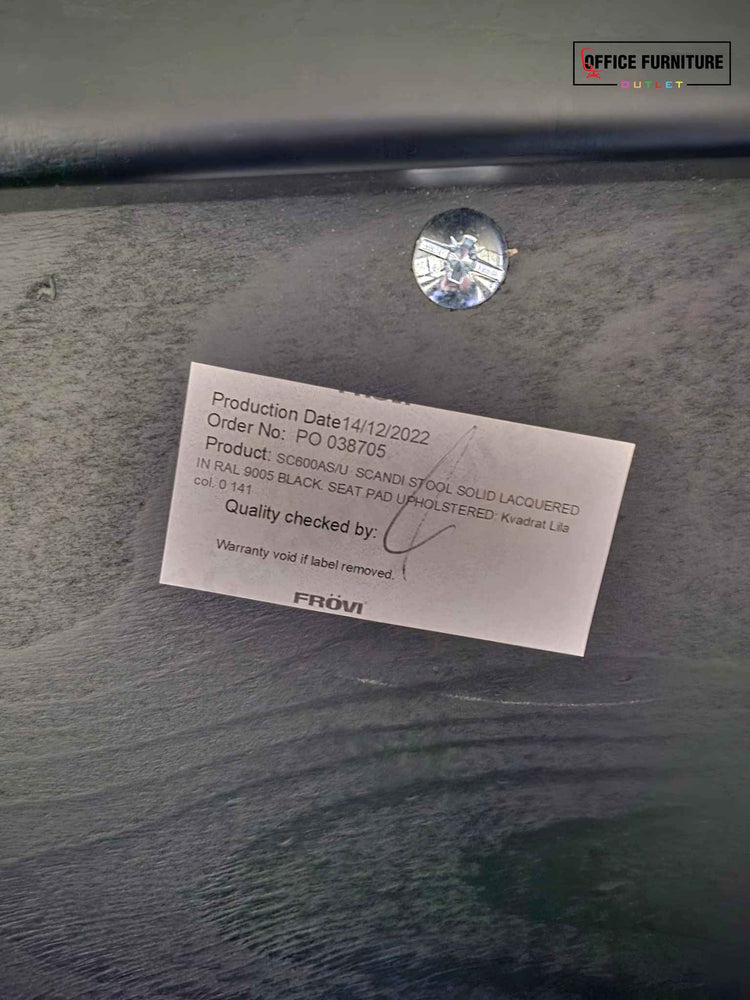 OFFICE FURNITURE
OUTLET
Production Date14/12/2022
Order No: PO 038705
Product: SC600AS/U SCANDI STOOL SOLID LACQUERED
IN RAL 9005 BLACK. SEAT PAD UPHOLSTERED: Kvadrat Lila
col. 0 141
Quality checked by:
Warranty void if label removed.
FRÖVI